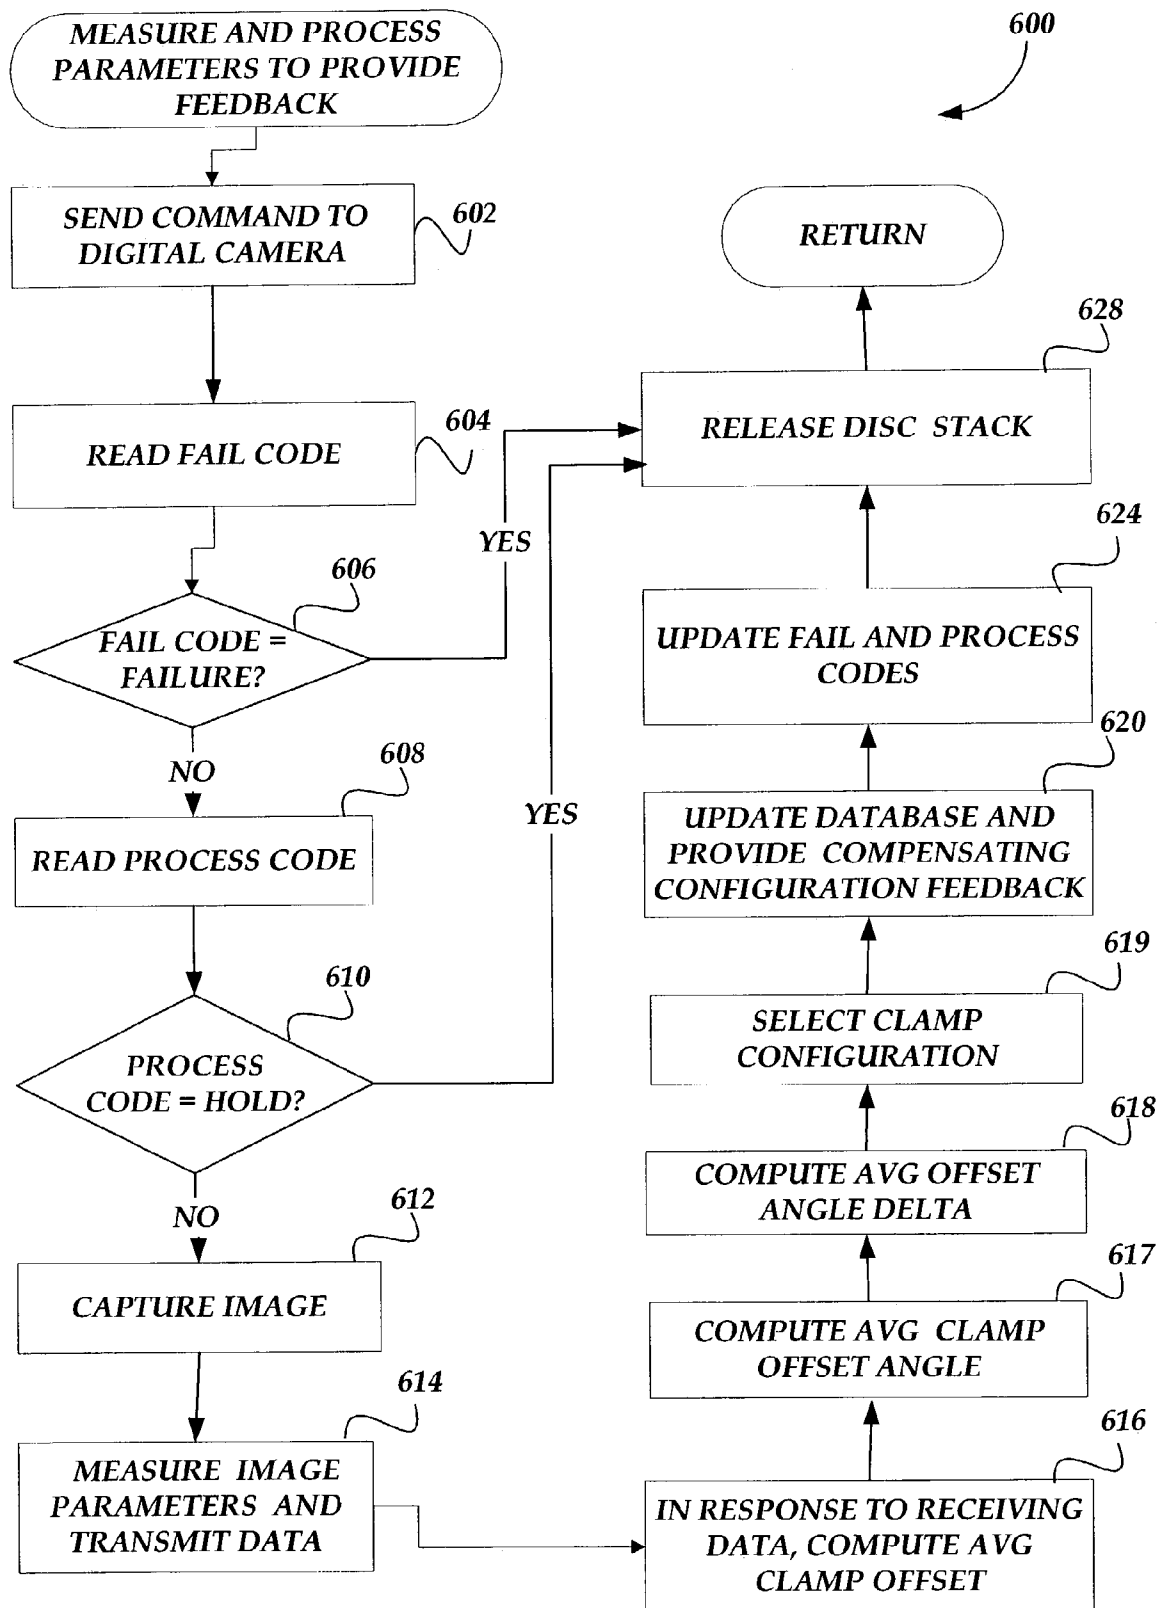 MEASURE AND PROCESS
PARAMETERS TO PROVIDE
FEEDBACK
600
SEND COMMAND TO
DIGITAL CAMERA
602
READ FAIL CODE
604
YES
FAIL CODE =
FAILURE?
606
NO
READ PROCESS CODE
608
YES
PROCESS
CODE = HOLD?
610
NO
CAPTURE IMAGE
612
MEASURE IMAGE
PARAMETERS AND
TRANSMIT DATA
614
RETURN
RELEASE DISC STACK
628
UPDATE FAIL AND PROCESS
CODES
624
UPDATE DATABASE AND
PROVIDE COMPENSATING
CONFIGURATION FEEDBACK
620
SELECT CLAMP
CONFIGURATION
619
COMPUTE AVG OFFSET
ANGLE DELTA
618
COMPUTE AVG CLAMP
OFFSET ANGLE
617
IN RESPONSE TO RECEIVING
DATA, COMPUTE AVG
CLAMP OFFSET
616